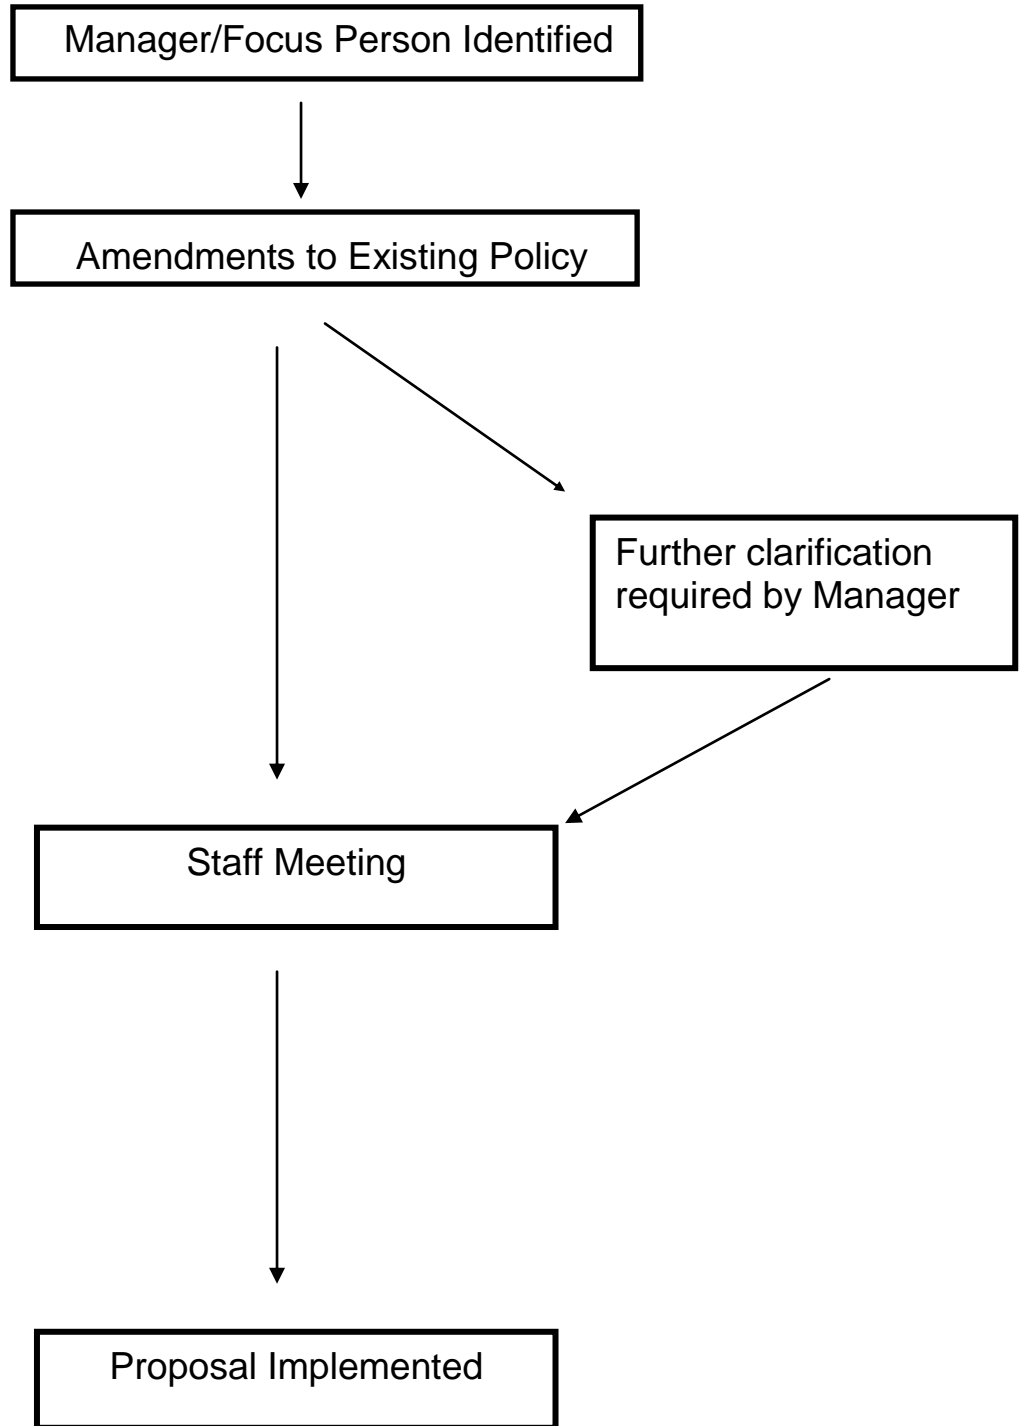 Manager/Focus Person Identified
Amendments to Existing Policy
Further clarification
required by Manager
Staff Meeting
Proposal Implemented